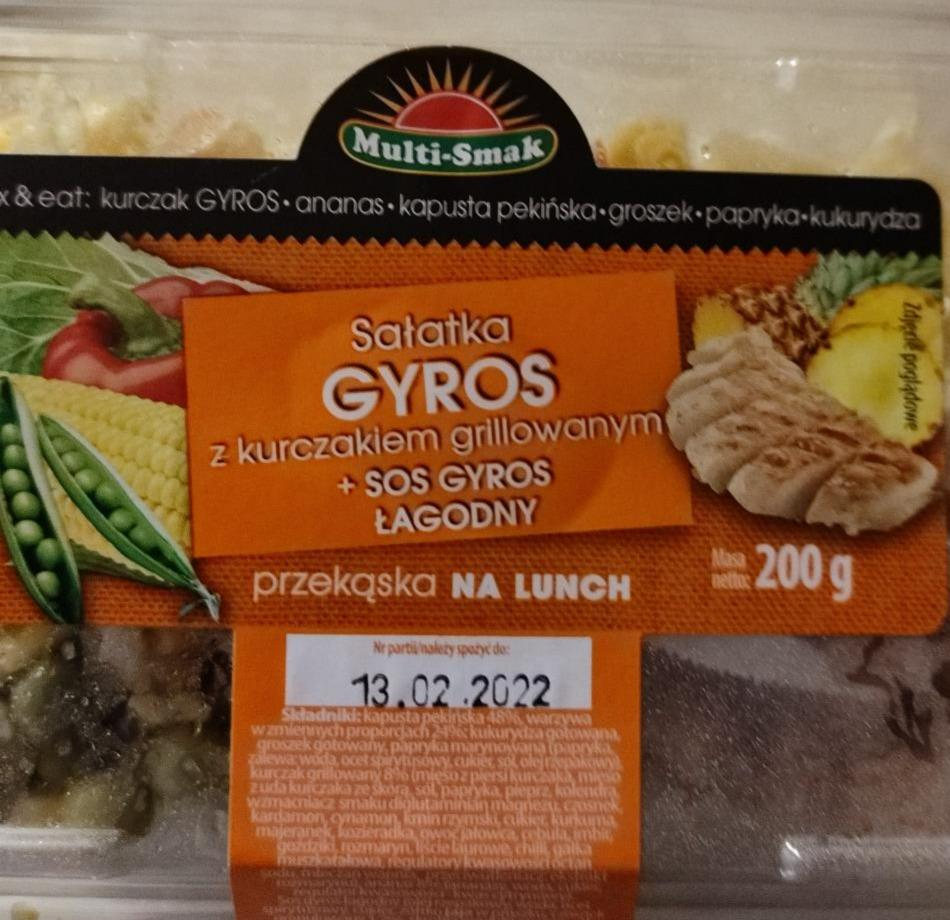 Multi-Smak
x & eat: kurczak GYROS • ananas • kapusta pekińska • groszek • papryka • kukurydza
Sałatka
GYROS
z kurczakiem grillowanym
+ SOS GYROS
ŁAGODNY
Zdjęcie poglądowe
przekąska NA LUNCH
Masa
netto: 200 g
Nr partii/należy spożyć do:
13.02.2022
Składniki: kapusta pekińska 48%, warzywa
w zmiennych proporcjach 24%: kukurydza gotowana,
groszek gotowany, papryka marynowana (papryka,
zalewa: woda, ocet spirytusowy, cukier, sól, olej rzepakowy),
kurczak grillowany 8% (mięso z piersi kurczaka, mięso
z uda kurczaka ze skórą, sól, papryka, pieprz, kolendra,
wzmacniacz smaku diglutaminian magnezu, czosnek,
kardamon, cynamon, kmin rzymski, cukier, kurkuma,
majeranek, kozieradka, owoc jałowca, cebula, imbir,
goździki, rozmaryn, liście laurowe, chilli, gałka
muszkatołowa, regulatory kwasowości: octan
sodu,